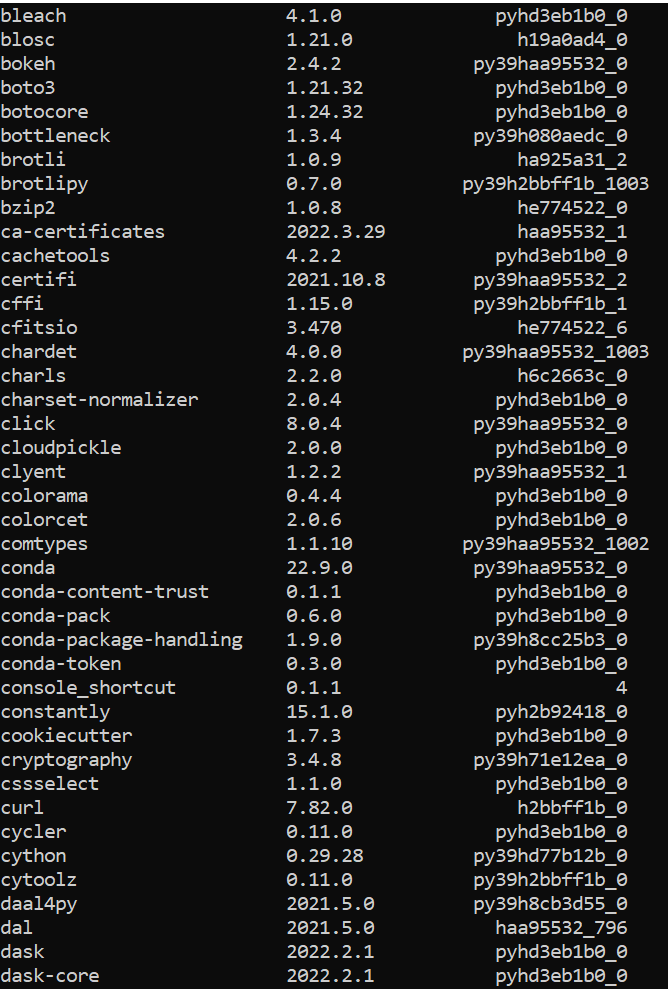 bleach 4.1.0 pyhd3eb1b0_0
blosc 1.21.0 h19a0ad4_0
bokeh 2.4.2 py39haa95532_0
boto3 1.21.32 pyhd3eb1b0_0
botocore 1.24.32 pyhd3eb1b0_0
bottleneck 1.3.4 py39h080aedc_0
brotli 1.0.9 ha925a31_2
brotlipy 0.7.0 py39h2bbff1b_1003
bzip2 1.0.8 he774522_0
ca-certificates 2022.3.29 haa95532_1
cachetools 4.2.2 pyhd3eb1b0_0
certifi 2021.10.8 py39haa95532_2
cffi 1.15.0 py39h2bbff1b_1
cfitsio 3.470 he774522_6
chardet 4.0.0 py39haa95532_1003
charls 2.2.0 h6c2663c_0
charset-normalizer 2.0.4 pyhd3eb1b0_0
click 8.0.4 py39haa95532_0
cloudpickle 2.0.0 pyhd3eb1b0_0
clyent 1.2.2 py39haa95532_1
colorama 0.4.4 pyhd3eb1b0_0
colorcet 2.0.6 pyhd3eb1b0_0
comtypes 1.1.10 py39haa95532_1002
conda 22.9.0 py39haa95532_0
conda-content-trust 0.1.1 pyhd3eb1b0_0
conda-pack 0.6.0 pyhd3eb1b0_0
conda-package-handling 1.9.0 py39h8cc25b3_0
conda-token 0.3.0 pyhd3eb1b0_0
console_shortcut 0.1.1 4
constantly 15.1.0 pyh2b92418_0
cookiecutter 1.7.3 pyhd3eb1b0_0
cryptography 3.4.8 py39h71e12ea_0
cssselect 1.1.0 pyhd3eb1b0_0
curl 7.82.0 h2bbff1b_0
cycler 0.11.0 pyhd3eb1b0_0
cython 0.29.28 py39hd77b12b_0
cytoolz 0.11.0 py39h2bbff1b_0
daal4py 2021.5.0 py39h8cb3d55_0
dal 2021.5.0 haa95532_796
dask 2022.2.1 pyhd3eb1b0_0
dask-core 2022.2.1 pyhd3eb1b0_0